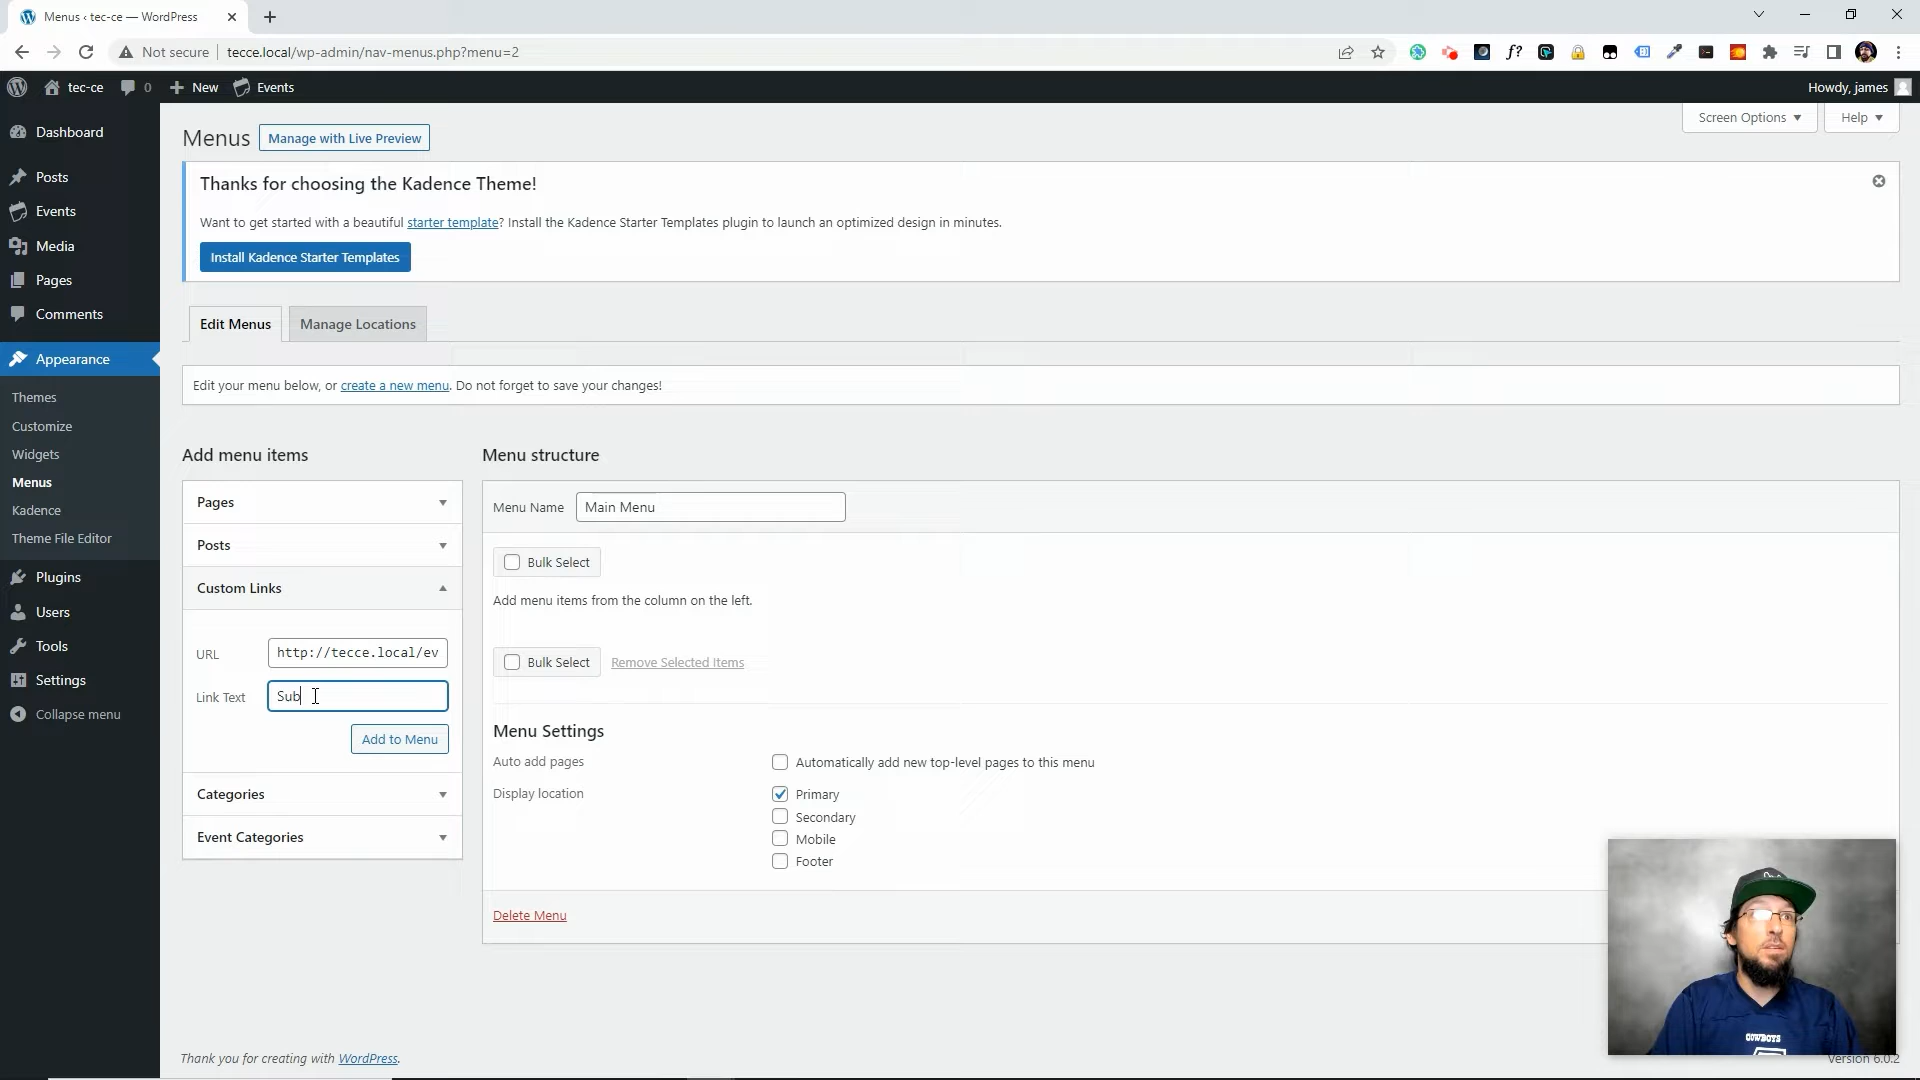 Menus ‹ tec-ce — WordPress
Not secure
tecce.local/wp-admin/nav-menus.php?menu=2
tec-ce
0
New
Events
Howdy, james
Dashboard
Posts
Events
Media
Pages
Comments
Appearance
Themes
Customize
Widgets
Menus
Kadence
Theme File Editor
Plugins
Users
Tools
Settings
Collapse menu
Screen Options
Help
Menus
Manage with Live Preview
Thanks for choosing the Kadence Theme!
Want to get started with a beautiful starter template? Install the Kadence Starter Templates plugin to launch an optimized design in minutes.
Install Kadence Starter Templates
Edit Menus
Manage Locations
Edit your menu below, or create a new menu. Do not forget to save your changes!
Add menu items
Pages
Posts
Custom Links
URL
http://tecce.local/ev
Link Text
Sub
Add to Menu
Categories
Event Categories
Menu structure
Menu Name
Main Menu
Bulk Select
Add menu items from the column on the left.
Bulk Select
Remove Selected Items
Menu Settings
Auto add pages
Automatically add new top-level pages to this menu
Display location
Primary
Secondary
Mobile
Footer
Delete Menu
COWBOYS
Thank you for creating with WordPress.
Version 6.0.2